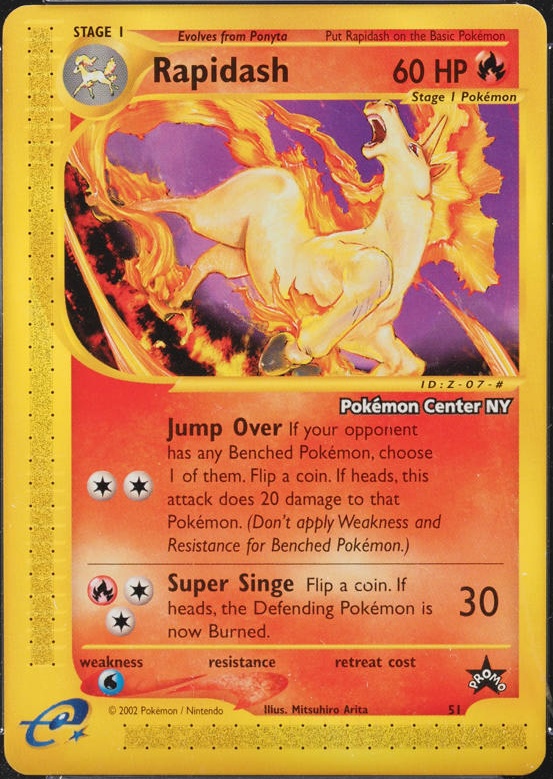 STAGE 1 Evolves from Ponyta Put Rapidash on the Basic Pokémon
Rapidash 60 HP
Stage 1 Pokémon
ID:Z-07-#
Pokémon Center NY
Jump Over If your opponent
has any Benched Pokémon, choose
1 of them. Flip a coin. If heads, this
attack does 20 damage to that
Pokémon. (Don't apply Weakness and
Resistance for Benched Pokémon.)
Super Singe Flip a coin. If
heads, the Defending Pokémon is
now Burned.
30
weakness resistance retreat cost
PROMO
© 2002 Pokémon / Nintendo Illus. Mitsuhiro Arita 51
e